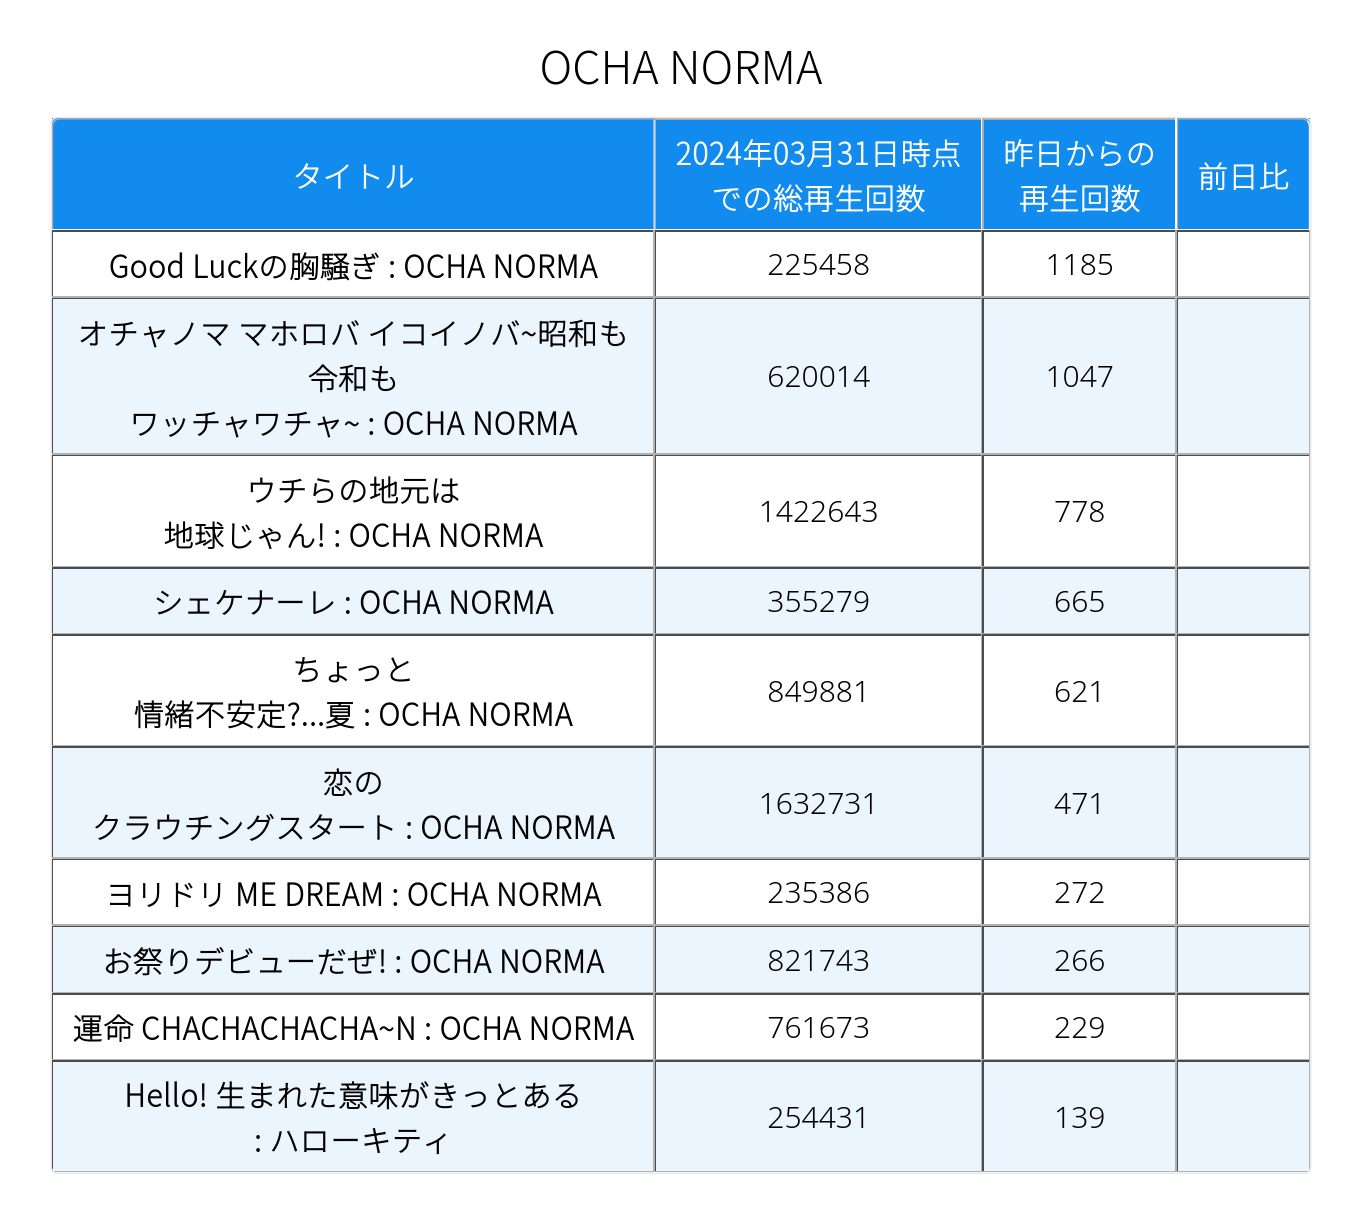 OCHA NORMA
タイトル
2024年03月31日時点
での総再生回数
昨日からの
再生回数
前日比
Good Luckの胸騒ぎ : OCHA NORMA
225458
1185
オチャノマ マホロバ イコイノバ~昭和も
令和も
ワッチャワチャ~ : OCHA NORMA
620014
1047
ウチらの地元は
地球じゃん! : OCHA NORMA
1422643
778
シェケナーレ : OCHA NORMA
355279
665
ちょっと
情緒不安定?...夏 : OCHA NORMA
849881
621
恋の
クラウチングスタート : OCHA NORMA
1632731
471
ヨリドリ ME DREAM : OCHA NORMA
235386
272
お祭りデビューだぜ! : OCHA NORMA
821743
266
運命 CHACHACHACHA~N : OCHA NORMA
761673
229
Hello! 生まれた意味がきっとある
: ハローキティ
254431
139